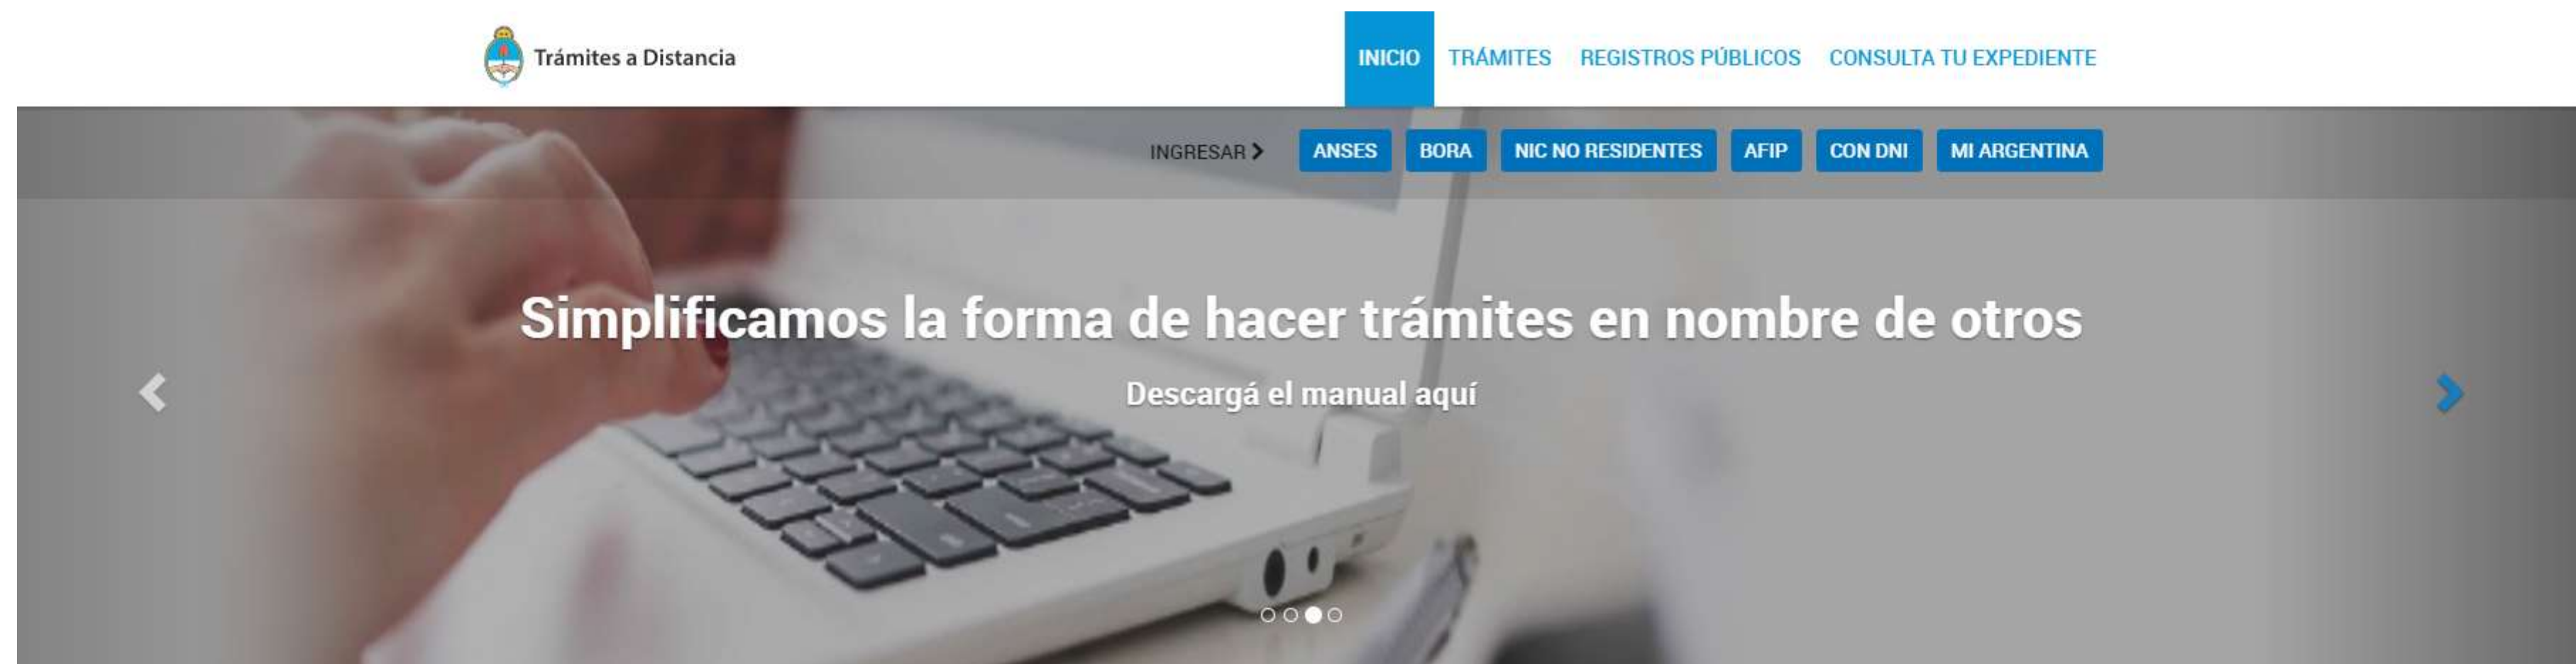 Trámites a Distancia
INICIO TRÁMITES REGISTROS PÚBLICOS CONSULTA TU EXPEDIENTE
INGRESAR ANSES BORA NIC NO RESIDENTES AFIP CON DNI MI ARGENTINA
Simplificamos la forma de hacer trámites en nombre de otros
Descargá el manual aquí